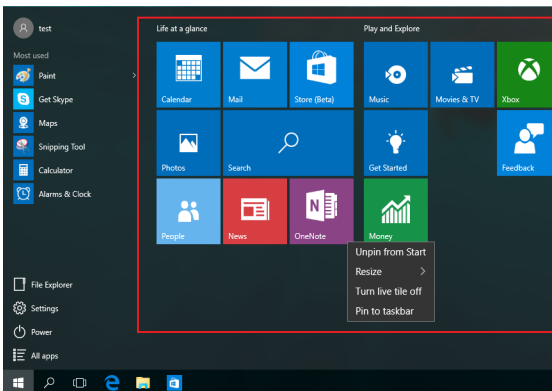 test
Most used
Paint
Get Skype
Maps
Snipping Tool
Calculator
Alarms & Clock
File Explorer
Settings
Power
All apps
Life at a glance
Calendar
Mail
Store (Beta)
Photos
Search
People
News
OneNote
Play and Explore
Music
Movies & TV
Xbox
Get Started
Feedback
Money
Unpin from Start
Resize
Turn live tile off
Pin to taskbar